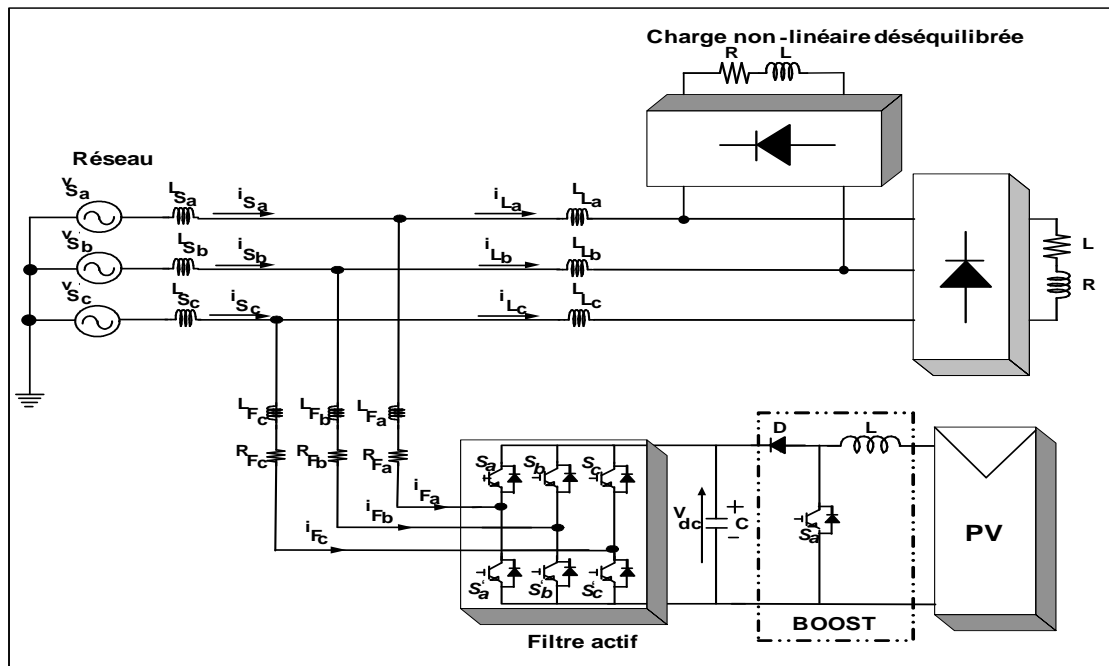 Charge non-linéaire déséquilibrée
R L
Réseau
vSa LSa iSa iLa LLa
vSb LSb iSb iLb LLb
vSc LSc iSc iLc LLc
L
R
LFc LFb LFa
RFc RFb RFa
iFa
iFb
iFc
Sa Sb Sc
S'a S'b S'c
Filtre actif
Vdc
+
C
−
D L
Sa
BOOST
PV